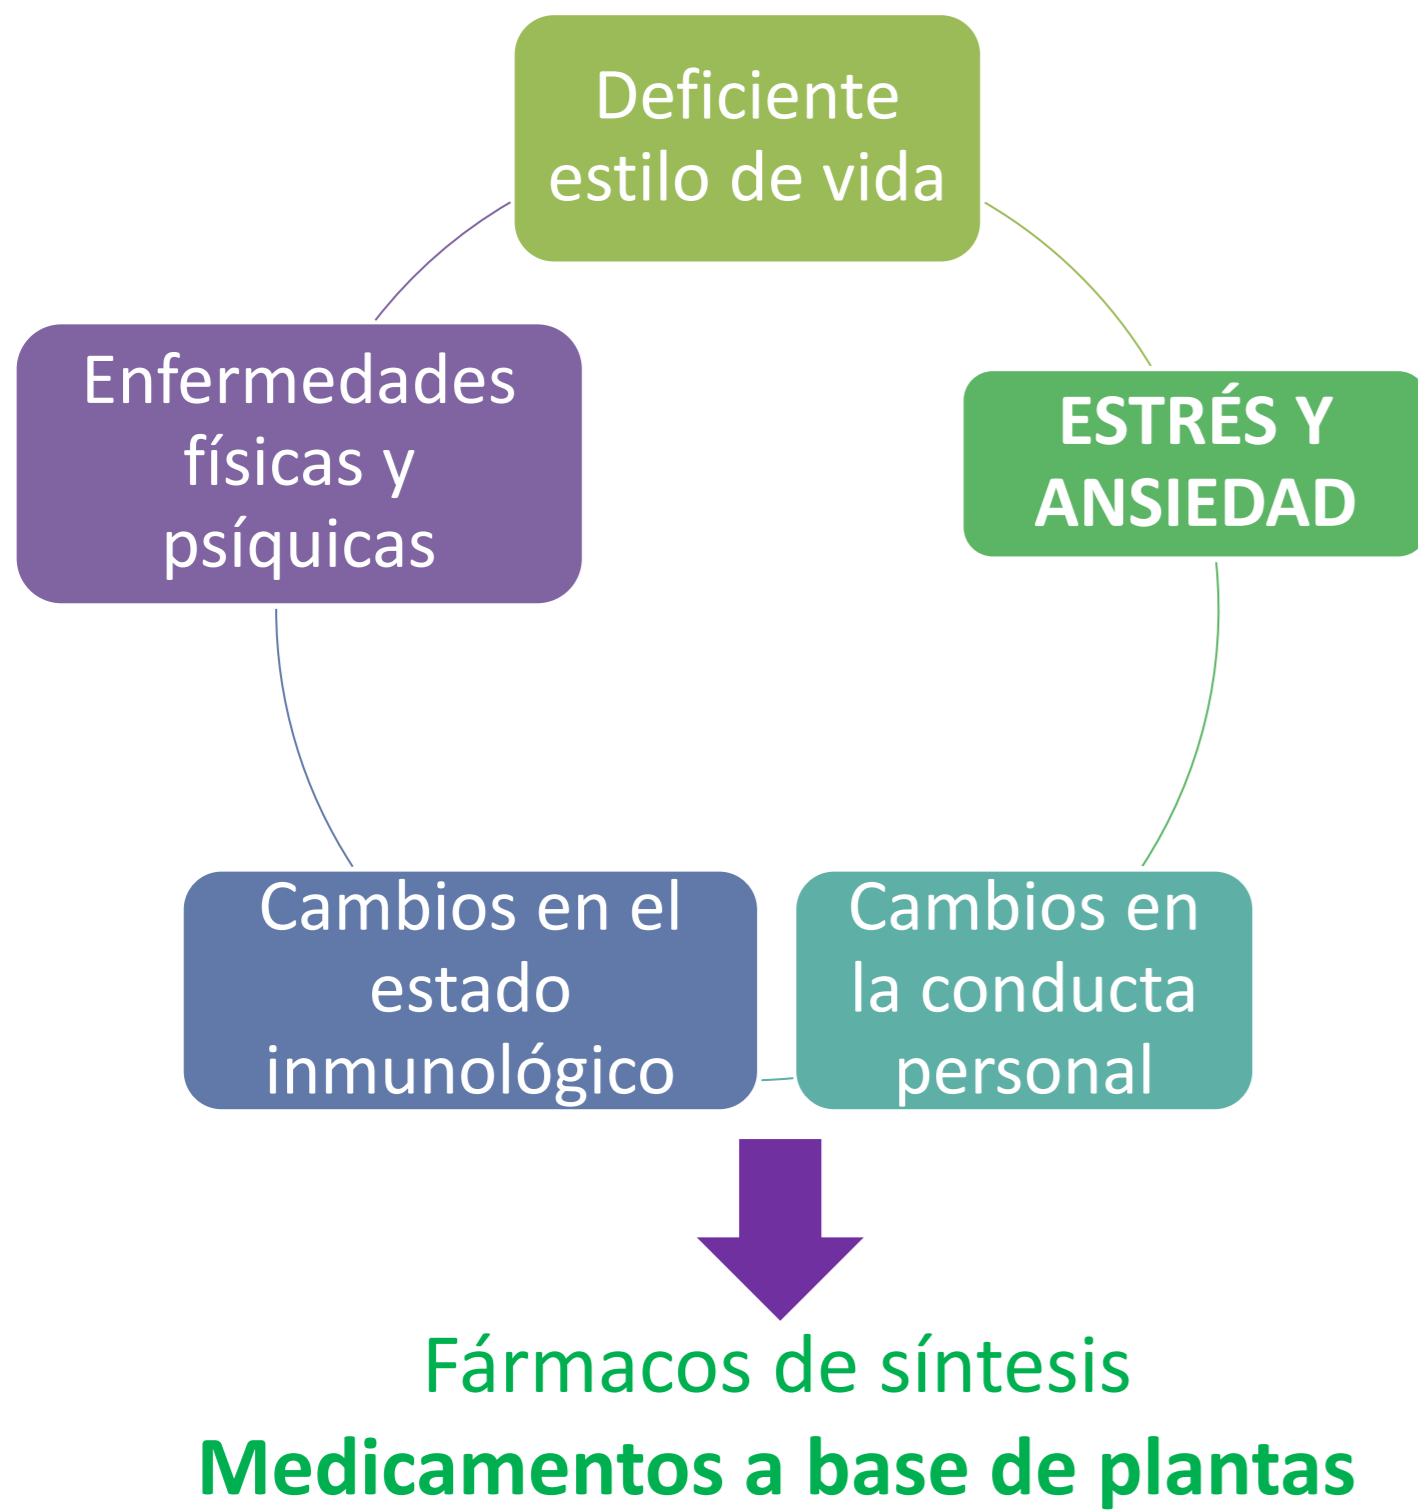 Deficiente
estilo de vida
ESTRÉS Y
ANSIEDAD
Cambios en
la conducta
personal
Cambios en el
estado
inmunológico
Enfermedades
físicas y
psíquicas
Fármacos de síntesis
Medicamentos a base de plantas